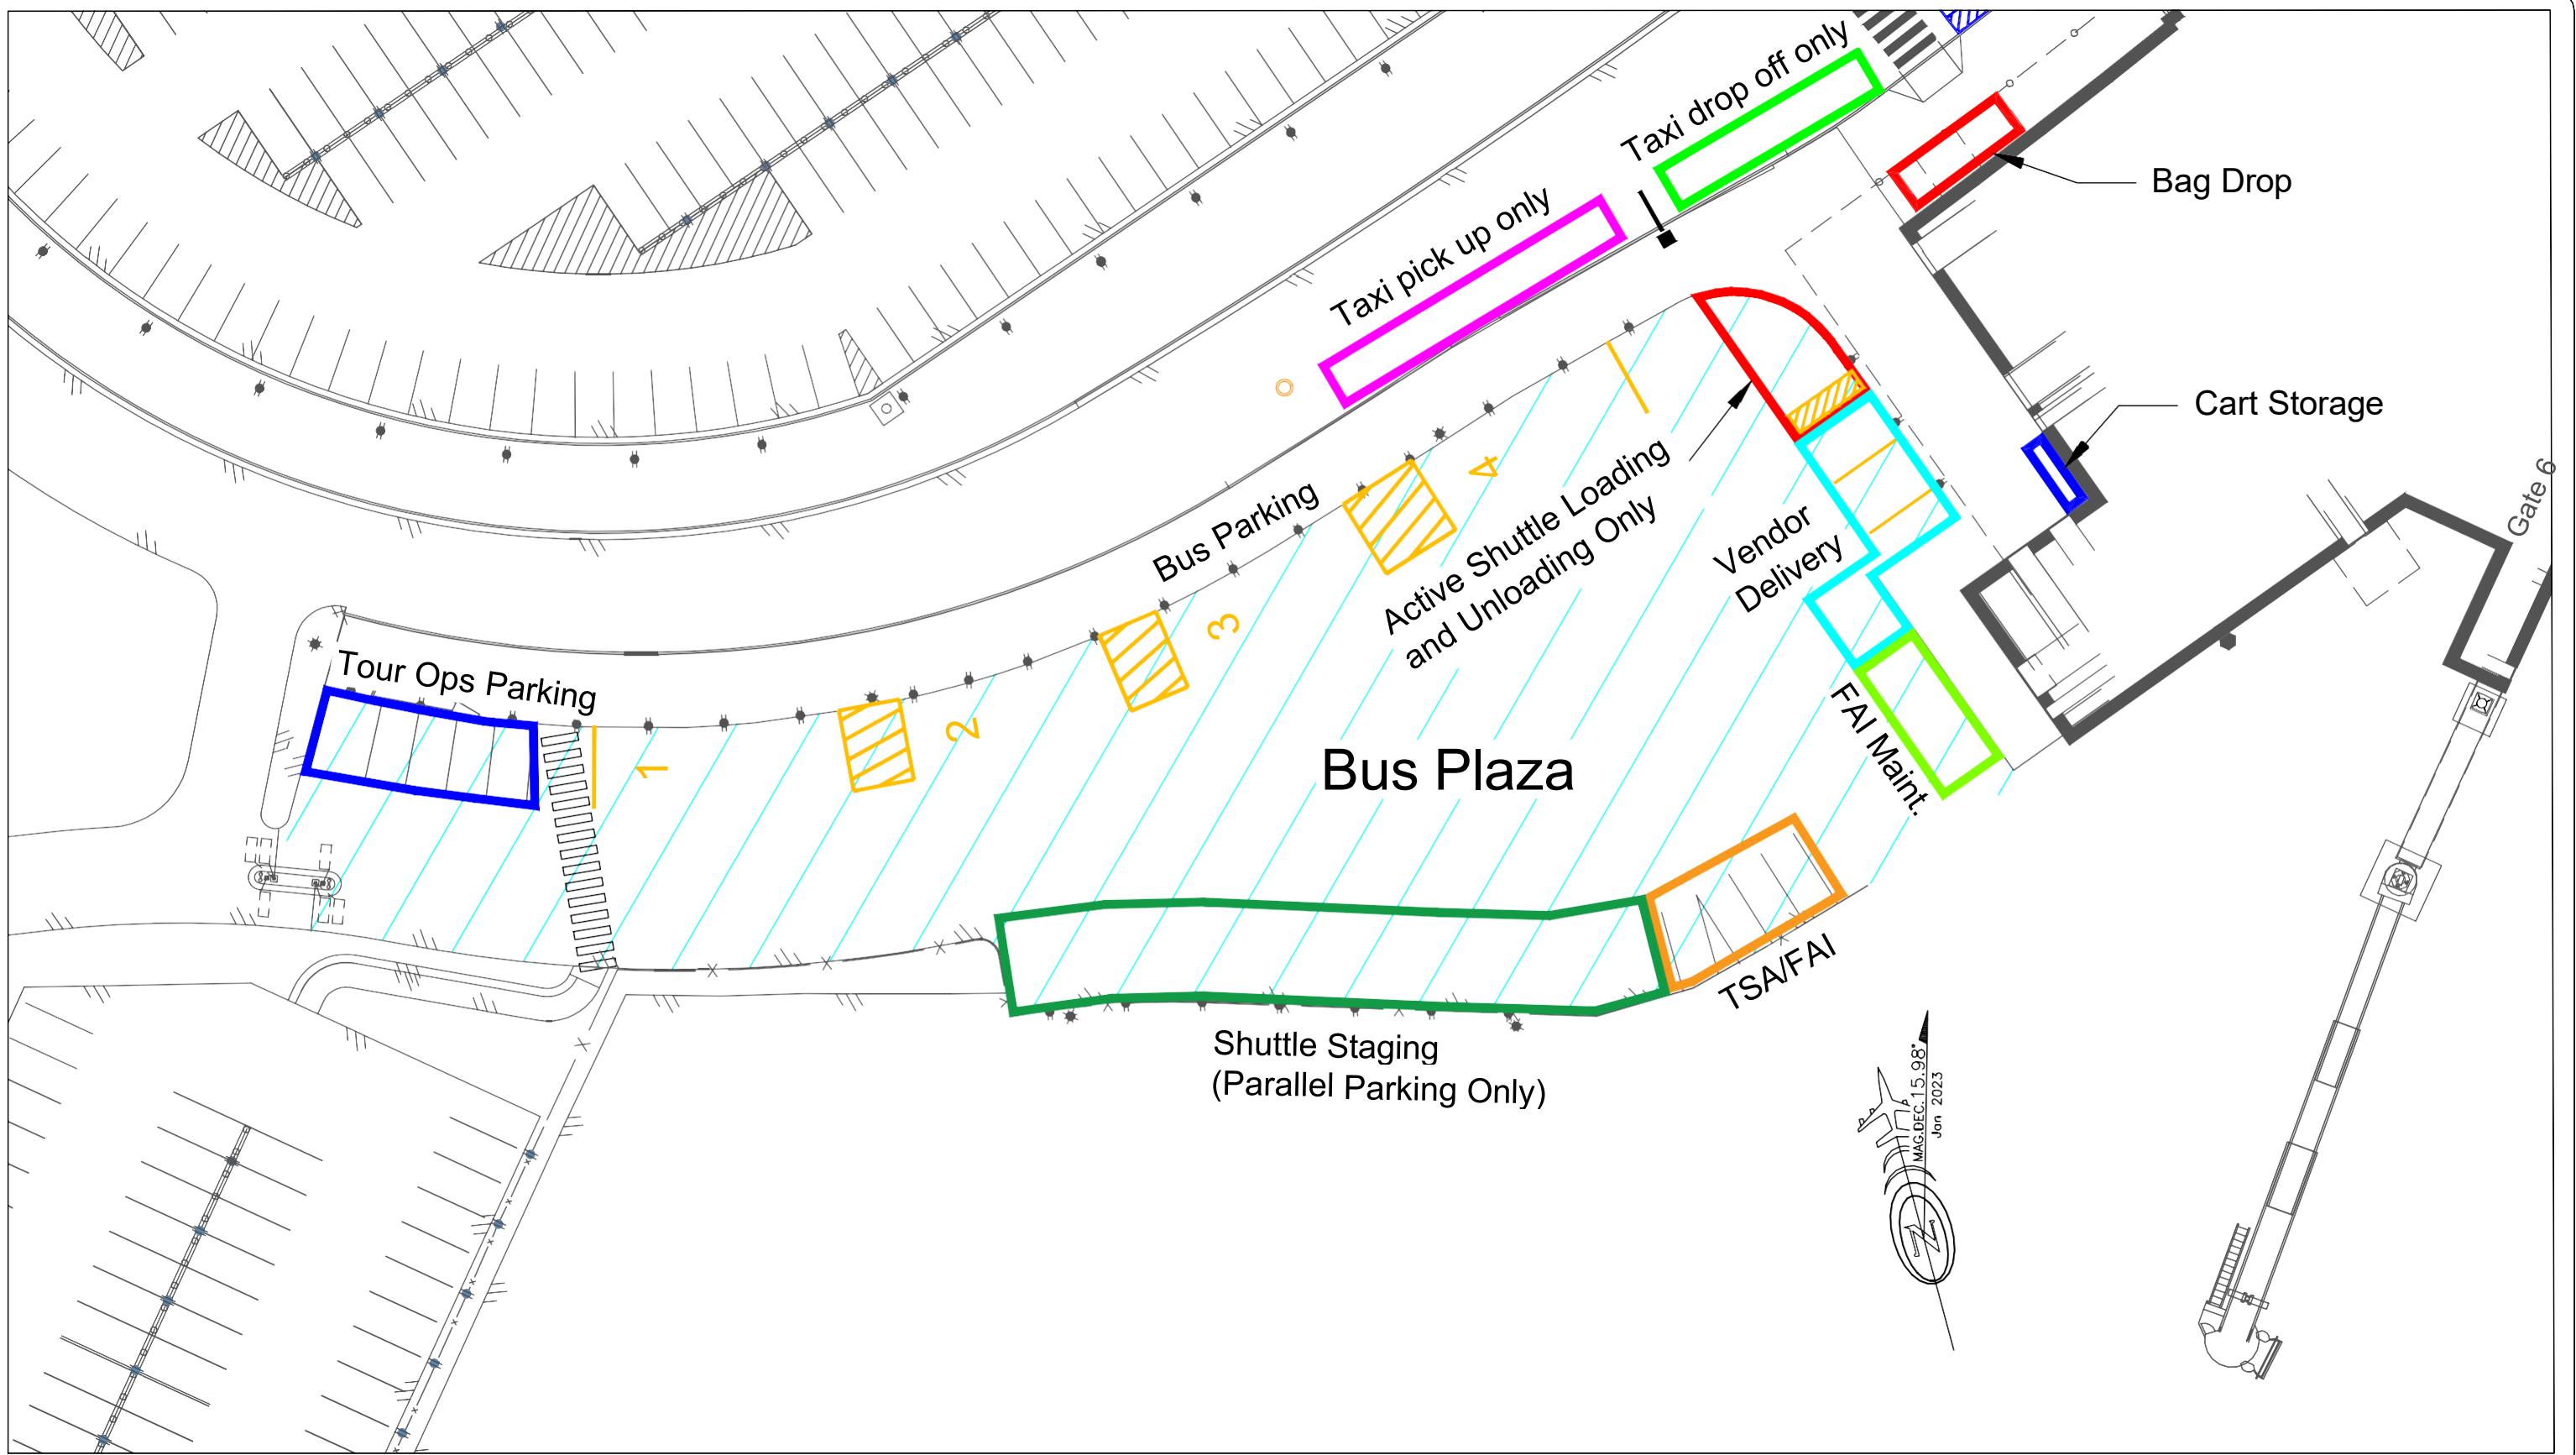 Taxi drop off only
Bag Drop
Taxi pick up only
Cart Storage
Gate 6
Bus Parking
4
Active Shuttle Loading
and Unloading Only
Vendor
Delivery
3
Tour Ops Parking
2
1
FAI Maint.
Bus Plaza
TSA/FAI
Shuttle Staging
(Parallel Parking Only)
MAG.DEC.15.98°
Jan 2023
N